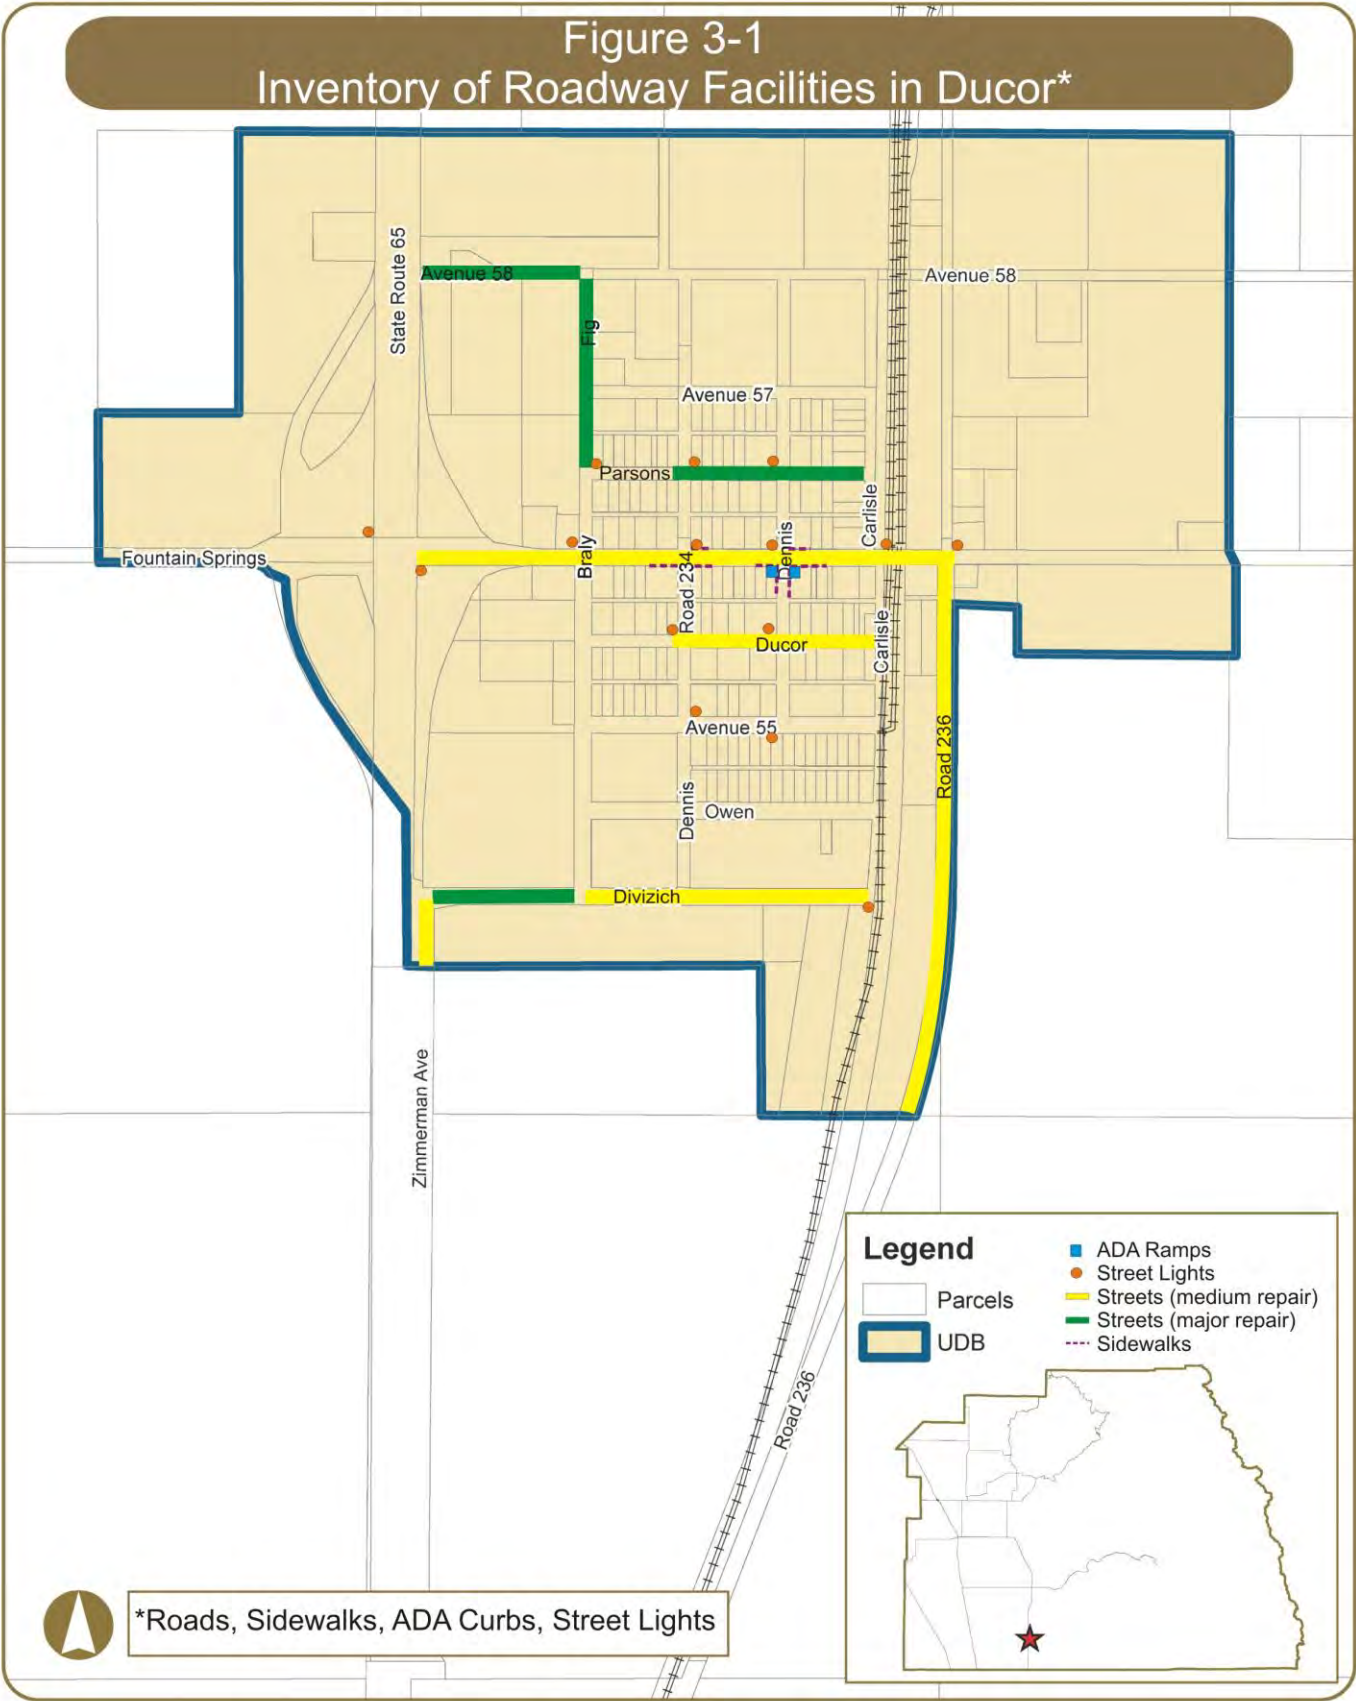 Figure 3-1
Inventory of Roadway Facilities in Ducor*
State Route 65
Avenue 58
Avenue 58
Fig
Avenue 57
Parsons
Carlisle
Dennis
Fountain Springs
Braly
Road 234
Carlisle
Ducor
Avenue 55
Road 236
Dennis
Owen
Divizich
Zimmerman Ave
Road 236
Legend
Parcels
UDB
ADA Ramps
Street Lights
Streets (medium repair)
Streets (major repair)
Sidewalks
*Roads, Sidewalks, ADA Curbs, Street Lights